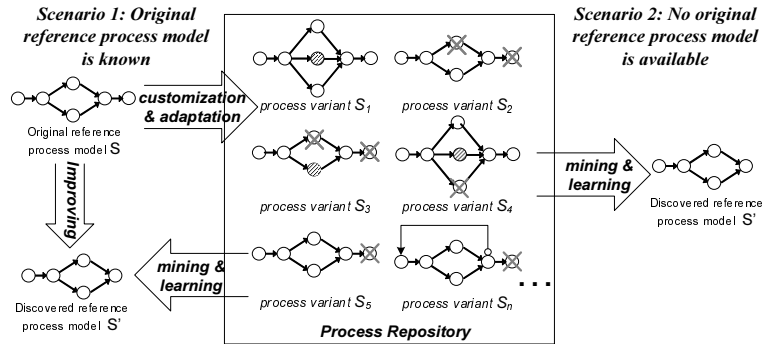 Scenario 1: Original
reference process model
is known
Process Repository
Scenario 2: No original
reference process model
is available
customization
& adaptation
Original reference
process model S
Improving
Discovered reference
process model S'
process variant S1
process variant S2
process variant S3
process variant S4
process variant S5
process variant Sn
...
mining &
learning
mining &
learning
Discovered reference
process model S'